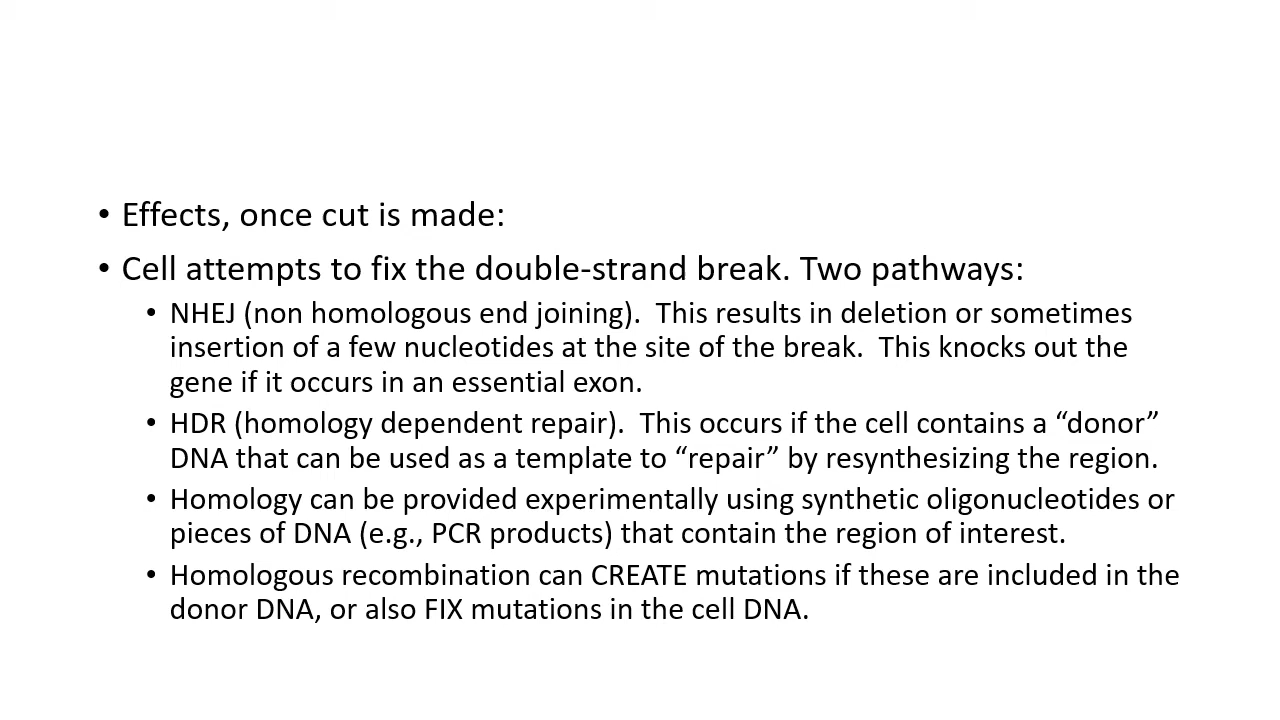 • Effects, once cut is made:
• Cell attempts to fix the double-strand break. Two pathways:
• NHEJ (non homologous end joining).  This results in deletion or sometimes
insertion of a few nucleotides at the site of the break.  This knocks out the
gene if it occurs in an essential exon.
• HDR (homology dependent repair).  This occurs if the cell contains a “donor”
DNA that can be used as a template to “repair” by resynthesizing the region.
• Homology can be provided experimentally using synthetic oligonucleotides or
pieces of DNA (e.g., PCR products) that contain the region of interest.
• Homologous recombination can CREATE mutations if these are included in the
donor DNA, or also FIX mutations in the cell DNA.